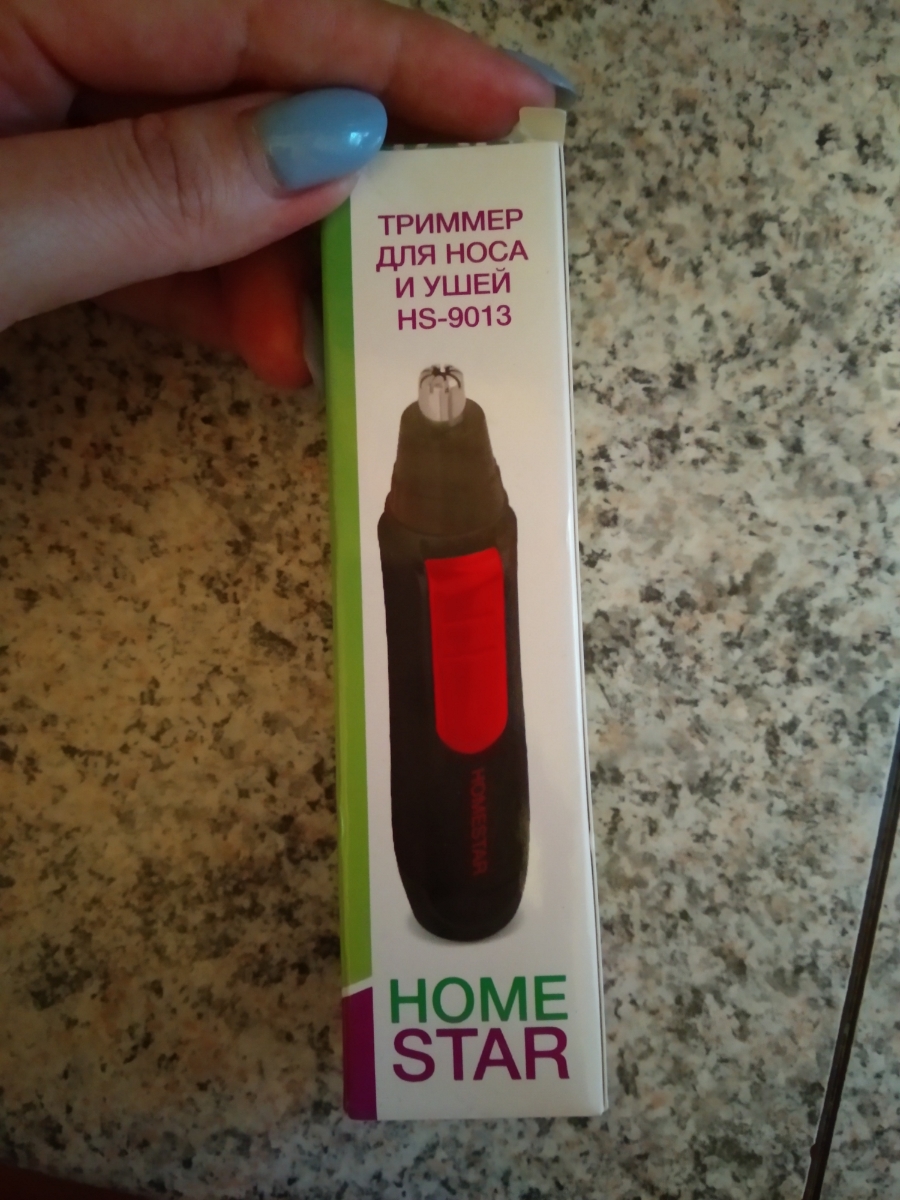 ТРИММЕР
ДЛЯ НОСА
И УШЕЙ
HS-9013
HOMESTAR
HOME
STAR